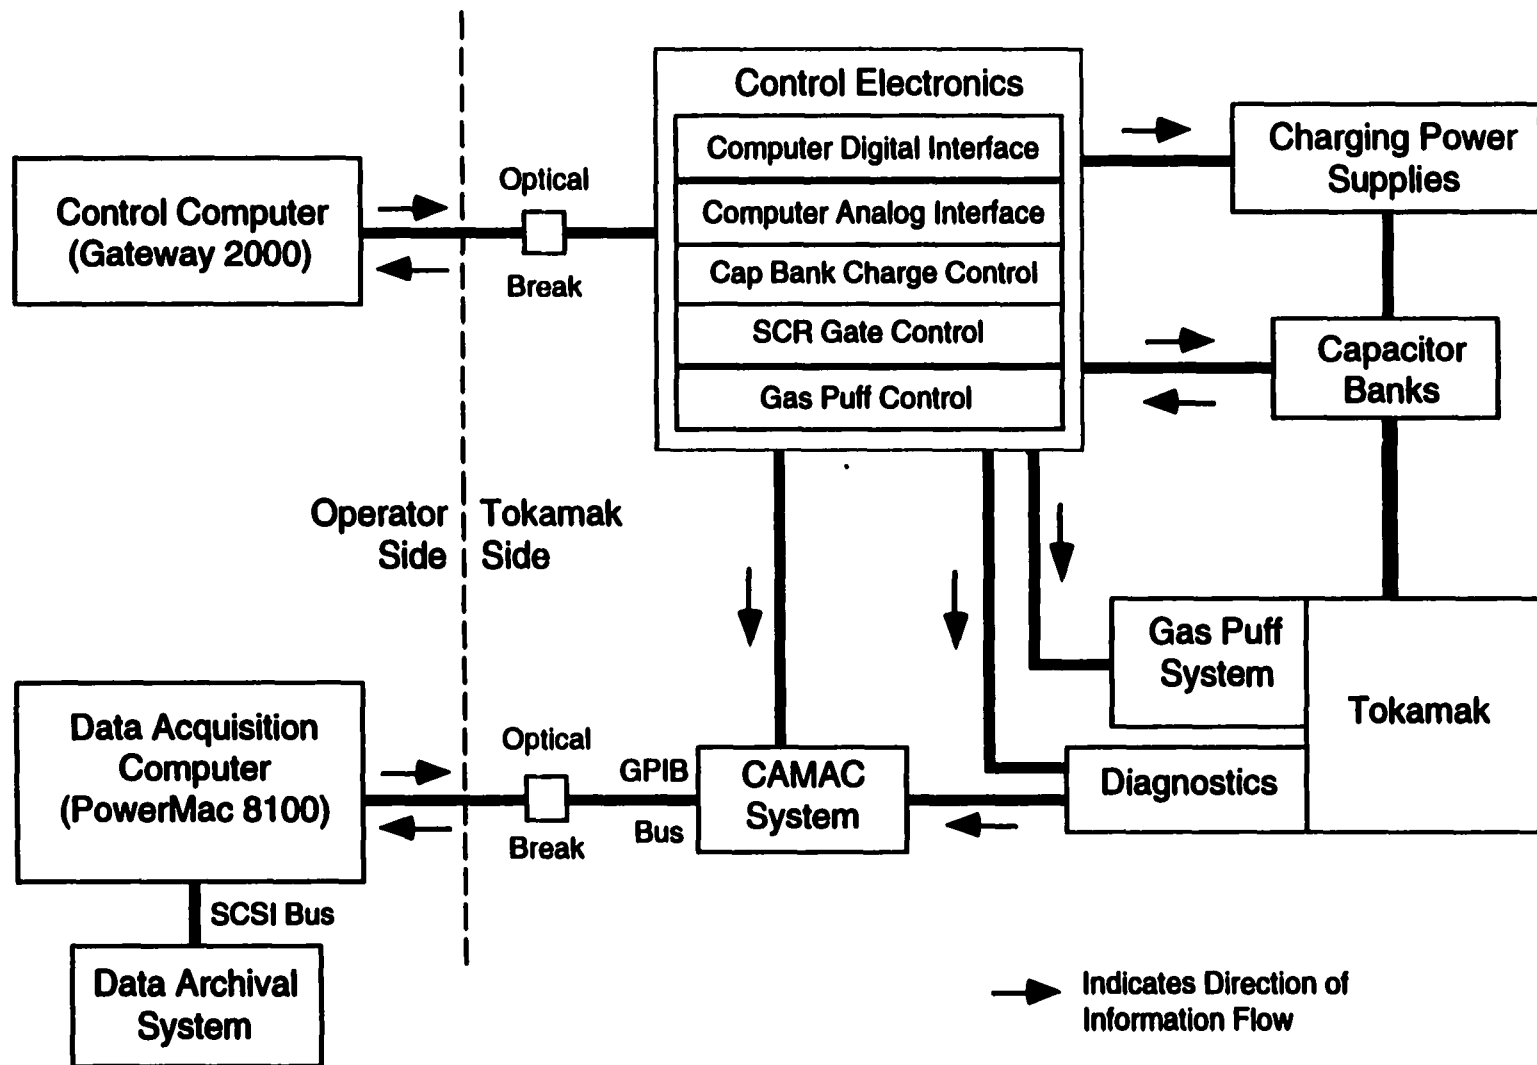 Control Electronics
Computer Digital Interface
Computer Analog Interface
Cap Bank Charge Control
SCR Gate Control
Gas Puff Control
Charging Power
Supplies
Control Computer
(Gateway 2000)
Optical
Break
Capacitor
Banks
Operator
Side
Tokamak
Side
Gas Puff
System
Tokamak
Data Acquisition
Computer
(PowerMac 8100)
Optical
Break
GPIB
Bus
CAMAC
System
Diagnostics
SCSI Bus
Data Archival
System
Indicates Direction of
Information Flow